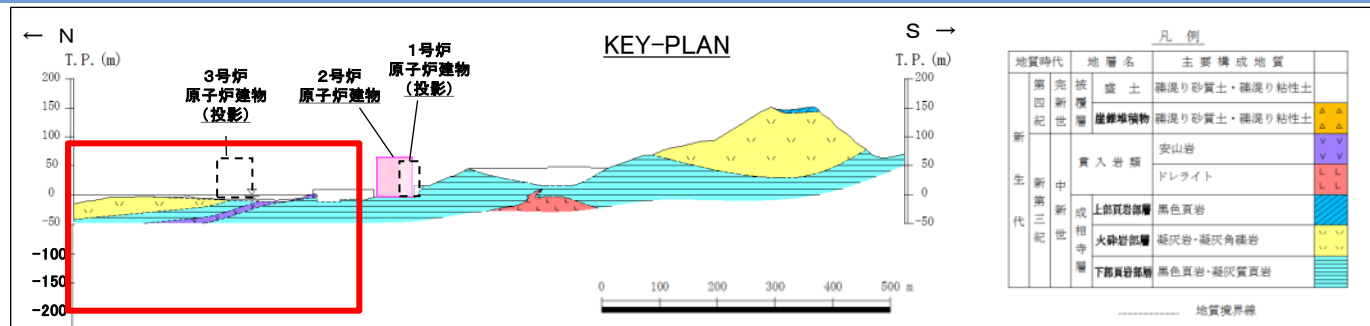 ← N
S →
KEY-PLAN
T.P.(m)
T.P.(m)
3号炉
原子炉建物
(投影)
2号炉
原子炉建物
1号炉
原子炉建物
(投影)
200
150
100
50
0
-50
-100
-150
-200
200
150
100
50
0
-50
0 100 200 300 400 500 m
凡 例
地質時代 地 層 名 主 要 構 成 地 質
新生代
第四紀
完新世
被覆層
盛 土 礫混り砂質土・礫混り粘性土
崖錐堆積物 礫混り砂質土・礫混り粘性土
新第三紀
中新世
貫 入 岩 類
安山岩
ドレライト
成相寺層
上部頁岩部層 黒色頁岩
火砕岩部層 凝灰岩・凝灰角礫岩
下部頁岩部層 黒色頁岩・凝灰質頁岩
地質境界線